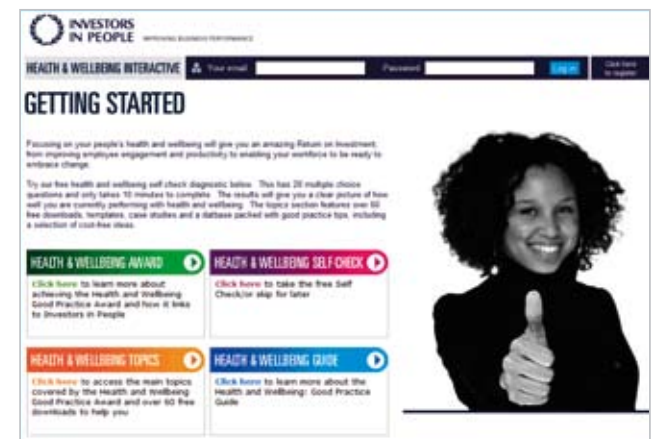 INVESTORS
IN PEOPLE IMPROVING BUSINESS PERFORMANCE
HEALTH & WELLBEING INTERACTIVE Your email Password Log in Click here
to register
GETTING STARTED
Focusing on your people's health and wellbeing will give you an amazing Return on Investment;
from improving employee engagement and productivity to enabling your workforce to be ready to
embrace change.
Try our free health and wellbeing self check diagnostic below. This has 20 multiple choice
questions and only takes 10 minutes to complete. The results will give you a clear picture of how
well you are currently performing with health and wellbeing. The topics section features over 60
free downloads, templates, case studies and a datbase packed with good practice tips, including
a selection of cost-free ideas.
HEALTH & WELLBEING AWARD
Click here to learn more about
achieving the Health and Wellbeing
Good Practice Award and how it links
to Investors in People
HEALTH & WELLBEING SELF-CHECK
Click here to take the free Self
Check/or skip for later
HEALTH & WELLBEING TOPICS
Click here to access the main topics
covered by the Health and Wellbeing
Good Practice Award and over 60 free
downloads to help you
HEALTH & WELLBEING GUIDE
Click here to learn more about the
Health and Wellbeing: Good Practice
Guide